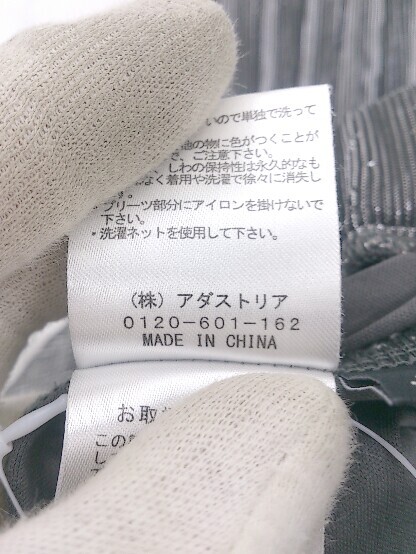 いので単独で洗って
の物に色がつくことが
で、ご注意下さい。
しわの保持性は永久的なも
なく着用や洗濯で徐々に消失し
す。
・プリーツ部分にアイロンを掛けないで
下さい。
・洗濯ネットを使用して下さい。
（株）アダストリア
0120-601-162
MADE IN CHINA
お取
この
し